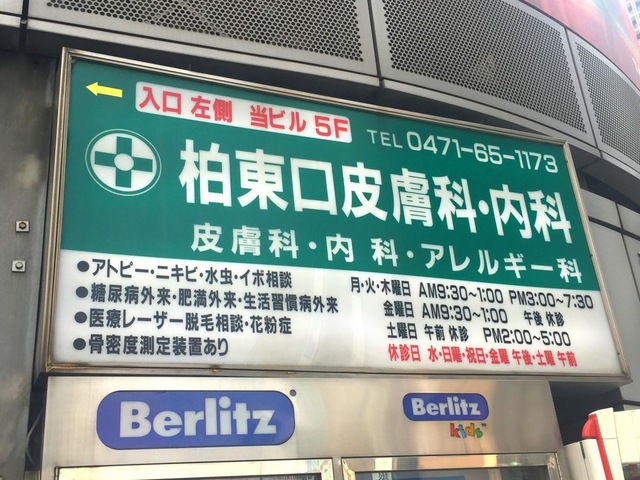 入口 左側 当ビル 5F
TEL 0471-65-1173
柏東口皮膚科・内科
皮膚科・内科・アレルギー科
●アトピー・ニキビ・水虫・イボ相談
●糖尿病外来・肥満外来・生活習慣病外来
●医療レーザー脱毛相談・花粉症
●骨密度測定装置あり
月・火・木曜日 AM9:30~1:00 PM3:00~7:30
金曜日 AM9:30~1:00 午後 休診
土曜日 午前 休診 PM2:00~5:00
休診日 水・日曜・祝日・金曜 午後・土曜 午前
Berlitz®
Berlitz
kids™